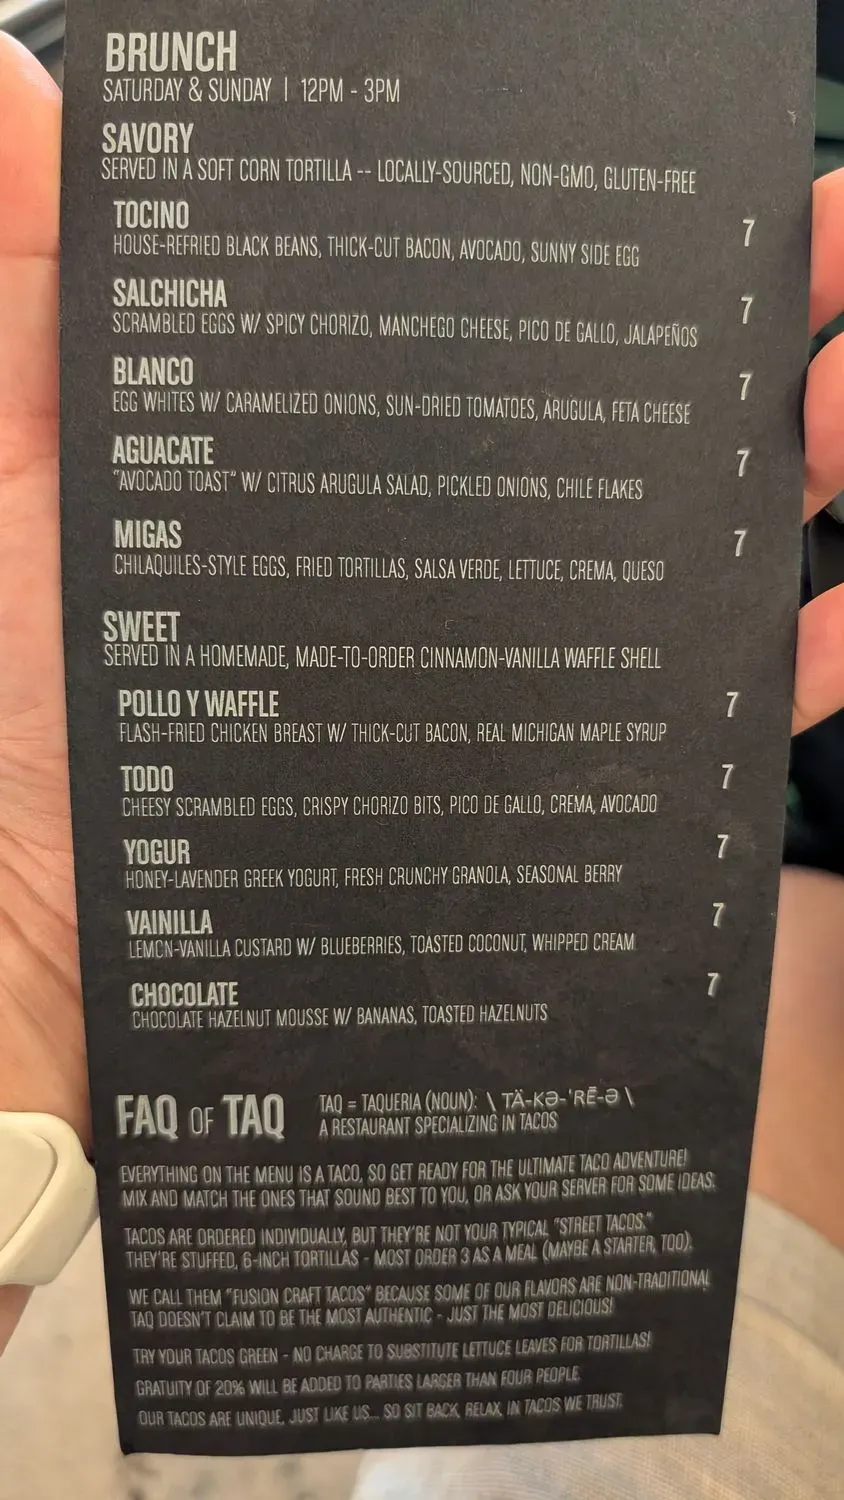 BRUNCH
SATURDAY & SUNDAY | 12PM - 3PM
SAVORY
SERVED IN A SOFT CORN TORTILLA -- LOCALLY-SOURCED, NON-GMO, GLUTEN-FREE
TOCINO 7
HOUSE-REFRIED BLACK BEANS, THICK-CUT BACON, AVOCADO, SUNNY SIDE EGG
SALCHICHA 7
SCRAMBLED EGGS W/ SPICY CHORIZO, MANCHEGO CHEESE, PICO DE GALLO, JALAPEÑOS
BLANCO 7
EGG WHITES W/ CARAMELIZED ONIONS, SUN-DRIED TOMATOES, ARUGULA, FETA CHEESE
AGUACATE 7
"AVOCADO TOAST" W/ CITRUS ARUGULA SALAD, PICKLED ONIONS, CHILE FLAKES
MIGAS 7
CHILAQUILES-STYLE EGGS, FRIED TORTILLAS, SALSA VERDE, LETTUCE, CREMA, QUESO
SWEET
SERVED IN A HOMEMADE, MADE-TO-ORDER CINNAMON-VANILLA WAFFLE SHELL
POLLO Y WAFFLE 7
FLASH-FRIED CHICKEN BREAST W/ THICK-CUT BACON, REAL MICHIGAN MAPLE SYRUP
TODO 7
CHEESY SCRAMBLED EGGS, CRISPY CHORIZO BITS, PICO DE GALLO, CREMA, AVOCADO
YOGUR 7
HONEY-LAVENDER GREEK YOGURT, FRESH CRUNCHY GRANOLA, SEASONAL BERRY
VAINILLA 7
LEMON-VANILLA CUSTARD W/ BLUEBERRIES, TOASTED COCONUT, WHIPPED CREAM
CHOCOLATE 7
CHOCOLATE HAZELNUT MOUSSE W/ BANANAS, TOASTED HAZELNUTS
FAQ OF TAQ
TAQ = TAQUERIA (NOUN): \ TÄ-KƏ-ˈRĒ-Ə \
A RESTAURANT SPECIALIZING IN TACOS
EVERYTHING ON THE MENU IS A TACO, SO GET READY FOR THE ULTIMATE TACO ADVENTURE!
MIX AND MATCH THE ONES THAT SOUND BEST TO YOU, OR ASK YOUR SERVER FOR SOME IDEAS.
TACOS ARE ORDERED INDIVIDUALLY, BUT THEY'RE NOT YOUR TYPICAL "STREET TACOS."
THEY'RE STUFFED, 6-INCH TORTILLAS - MOST ORDER 3 AS A MEAL (MAYBE A STARTER, TOO).
WE CALL THEM "FUSION CRAFT TACOS" BECAUSE SOME OF OUR FLAVORS ARE NON-TRADITIONAL
TAQ DOESN'T CLAIM TO BE THE MOST AUTHENTIC - JUST THE MOST DELICIOUS!
TRY YOUR TACOS GREEN - NO CHARGE TO SUBSTITUTE LETTUCE LEAVES FOR TORTILLAS!
GRATUITY OF 20% WILL BE ADDED TO PARTIES LARGER THAN FOUR PEOPLE.
OUR TACOS ARE UNIQUE, JUST LIKE US... SO SIT BACK, RELAX, IN TACOS WE TRUST.